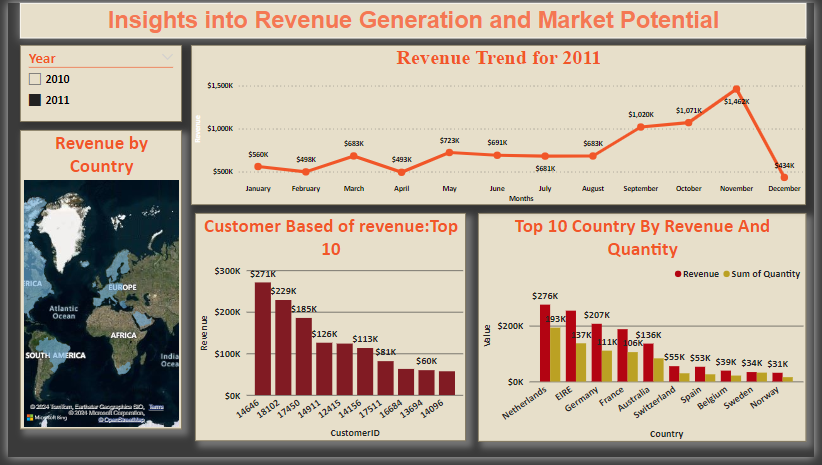 Insights into Revenue Generation and Market Potential
Year
2010
2011
Revenue by
Country
EUROPE
Atlantic
Ocean
AFRICA
SOUTH AMERICA
© 2024 TomTom, Earthstar Geographics SIO,
© 2024 Microsoft Corporation,
Terms
© OpenStreetMap
Microsoft Bing
Revenue Trend for 2011
Revenue
$1,500K
$1,000K
$500K
$560K
$498K
$683K
$493K
$723K
$691K
$681K
$683K
$1,020K
$1,071K
$1,462K
$434K
January
February
March
April
May
June
July
August
September
October
November
December
Months
Customer Based of revenue:Top
10
Revenue
$300K
$200K
$100K
$0K
$271K
$229K
$185K
$126K
$113K
$81K
$60K
14646
18102
17450
14911
12415
14156
17511
16684
13694
14096
CustomerID
Top 10 Country By Revenue And
Quantity
Revenue
Sum of Quantity
Value
$200K
$0K
$276K
$207K
$136K
$55K
$53K
$39K
$34K
$31K
Netherlands
EIRE
Germany
France
Australia
Switzerland
Spain
Belgium
Sweden
Norway
Country